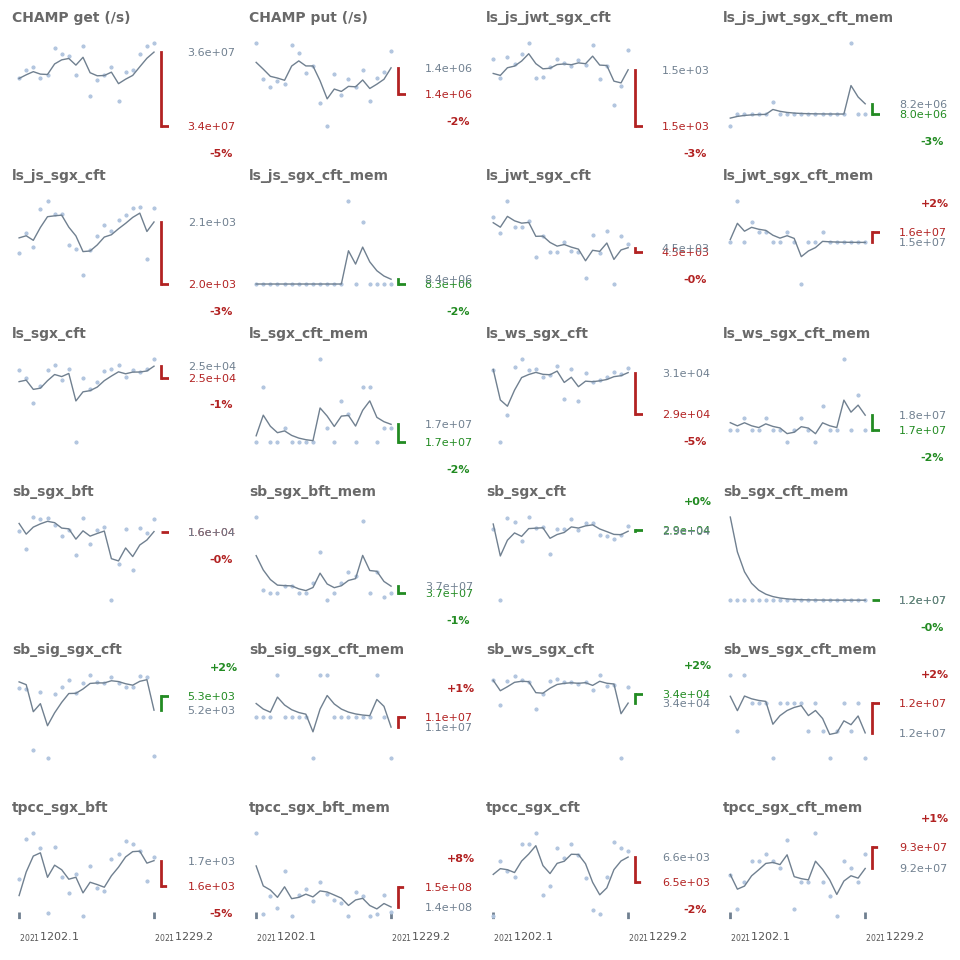 CHAMP get (/s)
3.6e+07
3.4e+07
-5%
CHAMP put (/s)
1.4e+06
1.4e+06
-2%
ls_js_jwt_sgx_cft
1.5e+03
1.5e+03
-3%
ls_js_jwt_sgx_cft_mem
8.2e+06
8.0e+06
-3%
ls_js_sgx_cft
2.1e+03
2.0e+03
-3%
ls_js_sgx_cft_mem
8.4e+06
8.3e+06
-2%
ls_jwt_sgx_cft
4.5e+03
4.5e+03
-0%
ls_jwt_sgx_cft_mem
+2%
1.6e+07
1.5e+07
ls_sgx_cft
2.5e+04
2.5e+04
-1%
ls_sgx_cft_mem
1.7e+07
1.7e+07
-2%
ls_ws_sgx_cft
3.1e+04
2.9e+04
-5%
ls_ws_sgx_cft_mem
1.8e+07
1.7e+07
-2%
sb_sgx_bft
1.6e+04
-0%
sb_sgx_bft_mem
3.7e+07
3.7e+07
-1%
sb_sgx_cft
+0%
2.9e+04
2.9e+04
sb_sgx_cft_mem
1.2e+07
-0%
sb_sig_sgx_cft
+2%
5.3e+03
5.2e+03
sb_sig_sgx_cft_mem
+1%
1.1e+07
1.1e+07
sb_ws_sgx_cft
+2%
3.4e+04
3.4e+04
sb_ws_sgx_cft_mem
+2%
1.2e+07
1.2e+07
tpcc_sgx_bft
1.7e+03
1.6e+03
-5%
2021 1202.1
2021 1229.2
tpcc_sgx_bft_mem
+8%
1.5e+08
1.4e+08
2021 1202.1
2021 1229.2
tpcc_sgx_cft
6.6e+03
6.5e+03
-2%
2021 1202.1
2021 1229.2
tpcc_sgx_cft_mem
+1%
9.3e+07
9.2e+07
2021 1202.1
2021 1229.2